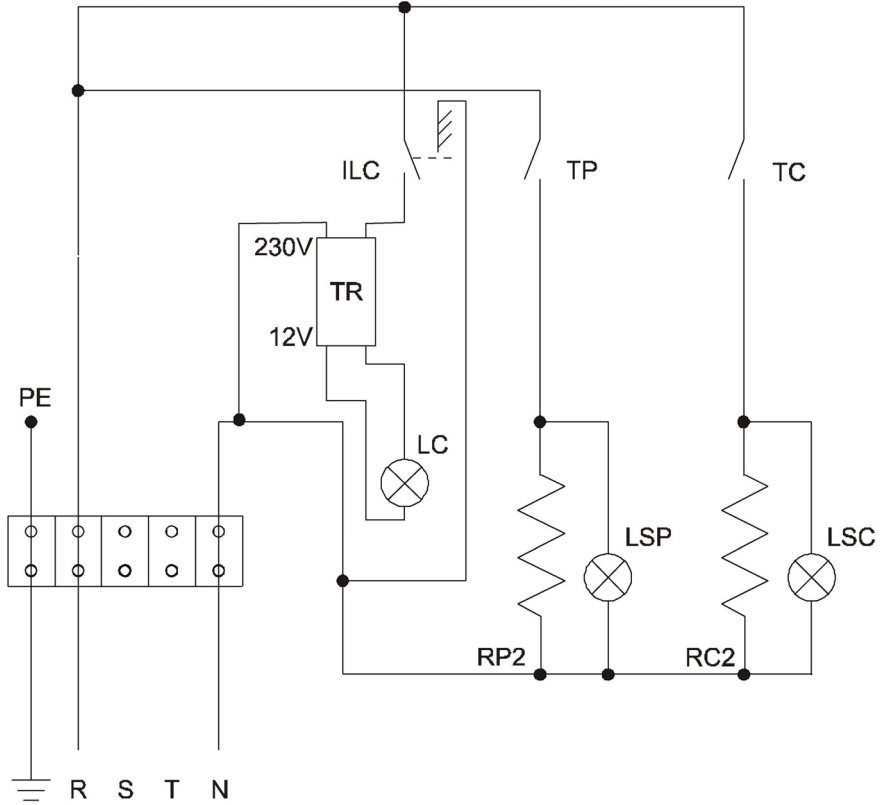 ILC
TP
TC
230V
TR
12V
PE
LC
LSP
LSC
RP2
RC2
R S T N